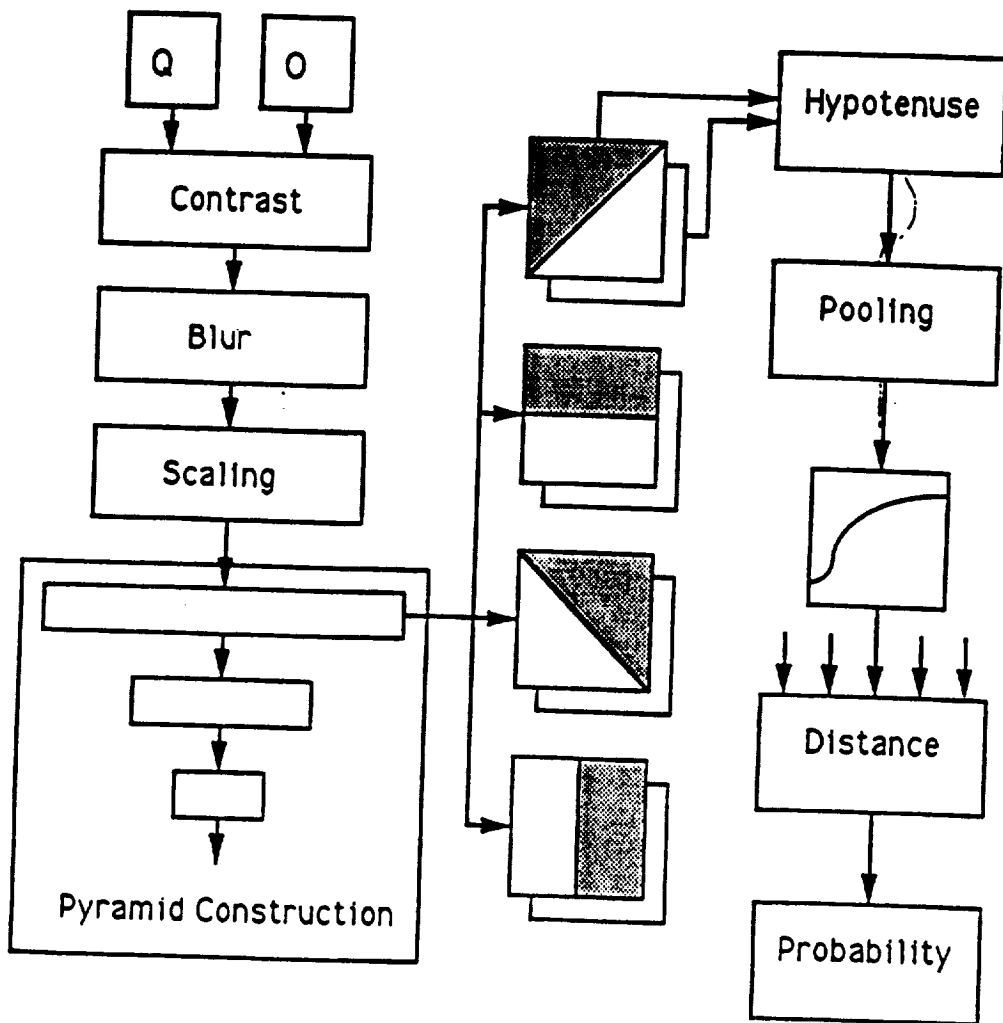 Q
O
Contrast
Blur
Scaling
Pyramid Construction
Hypotenuse
Pooling
Distance
Probability